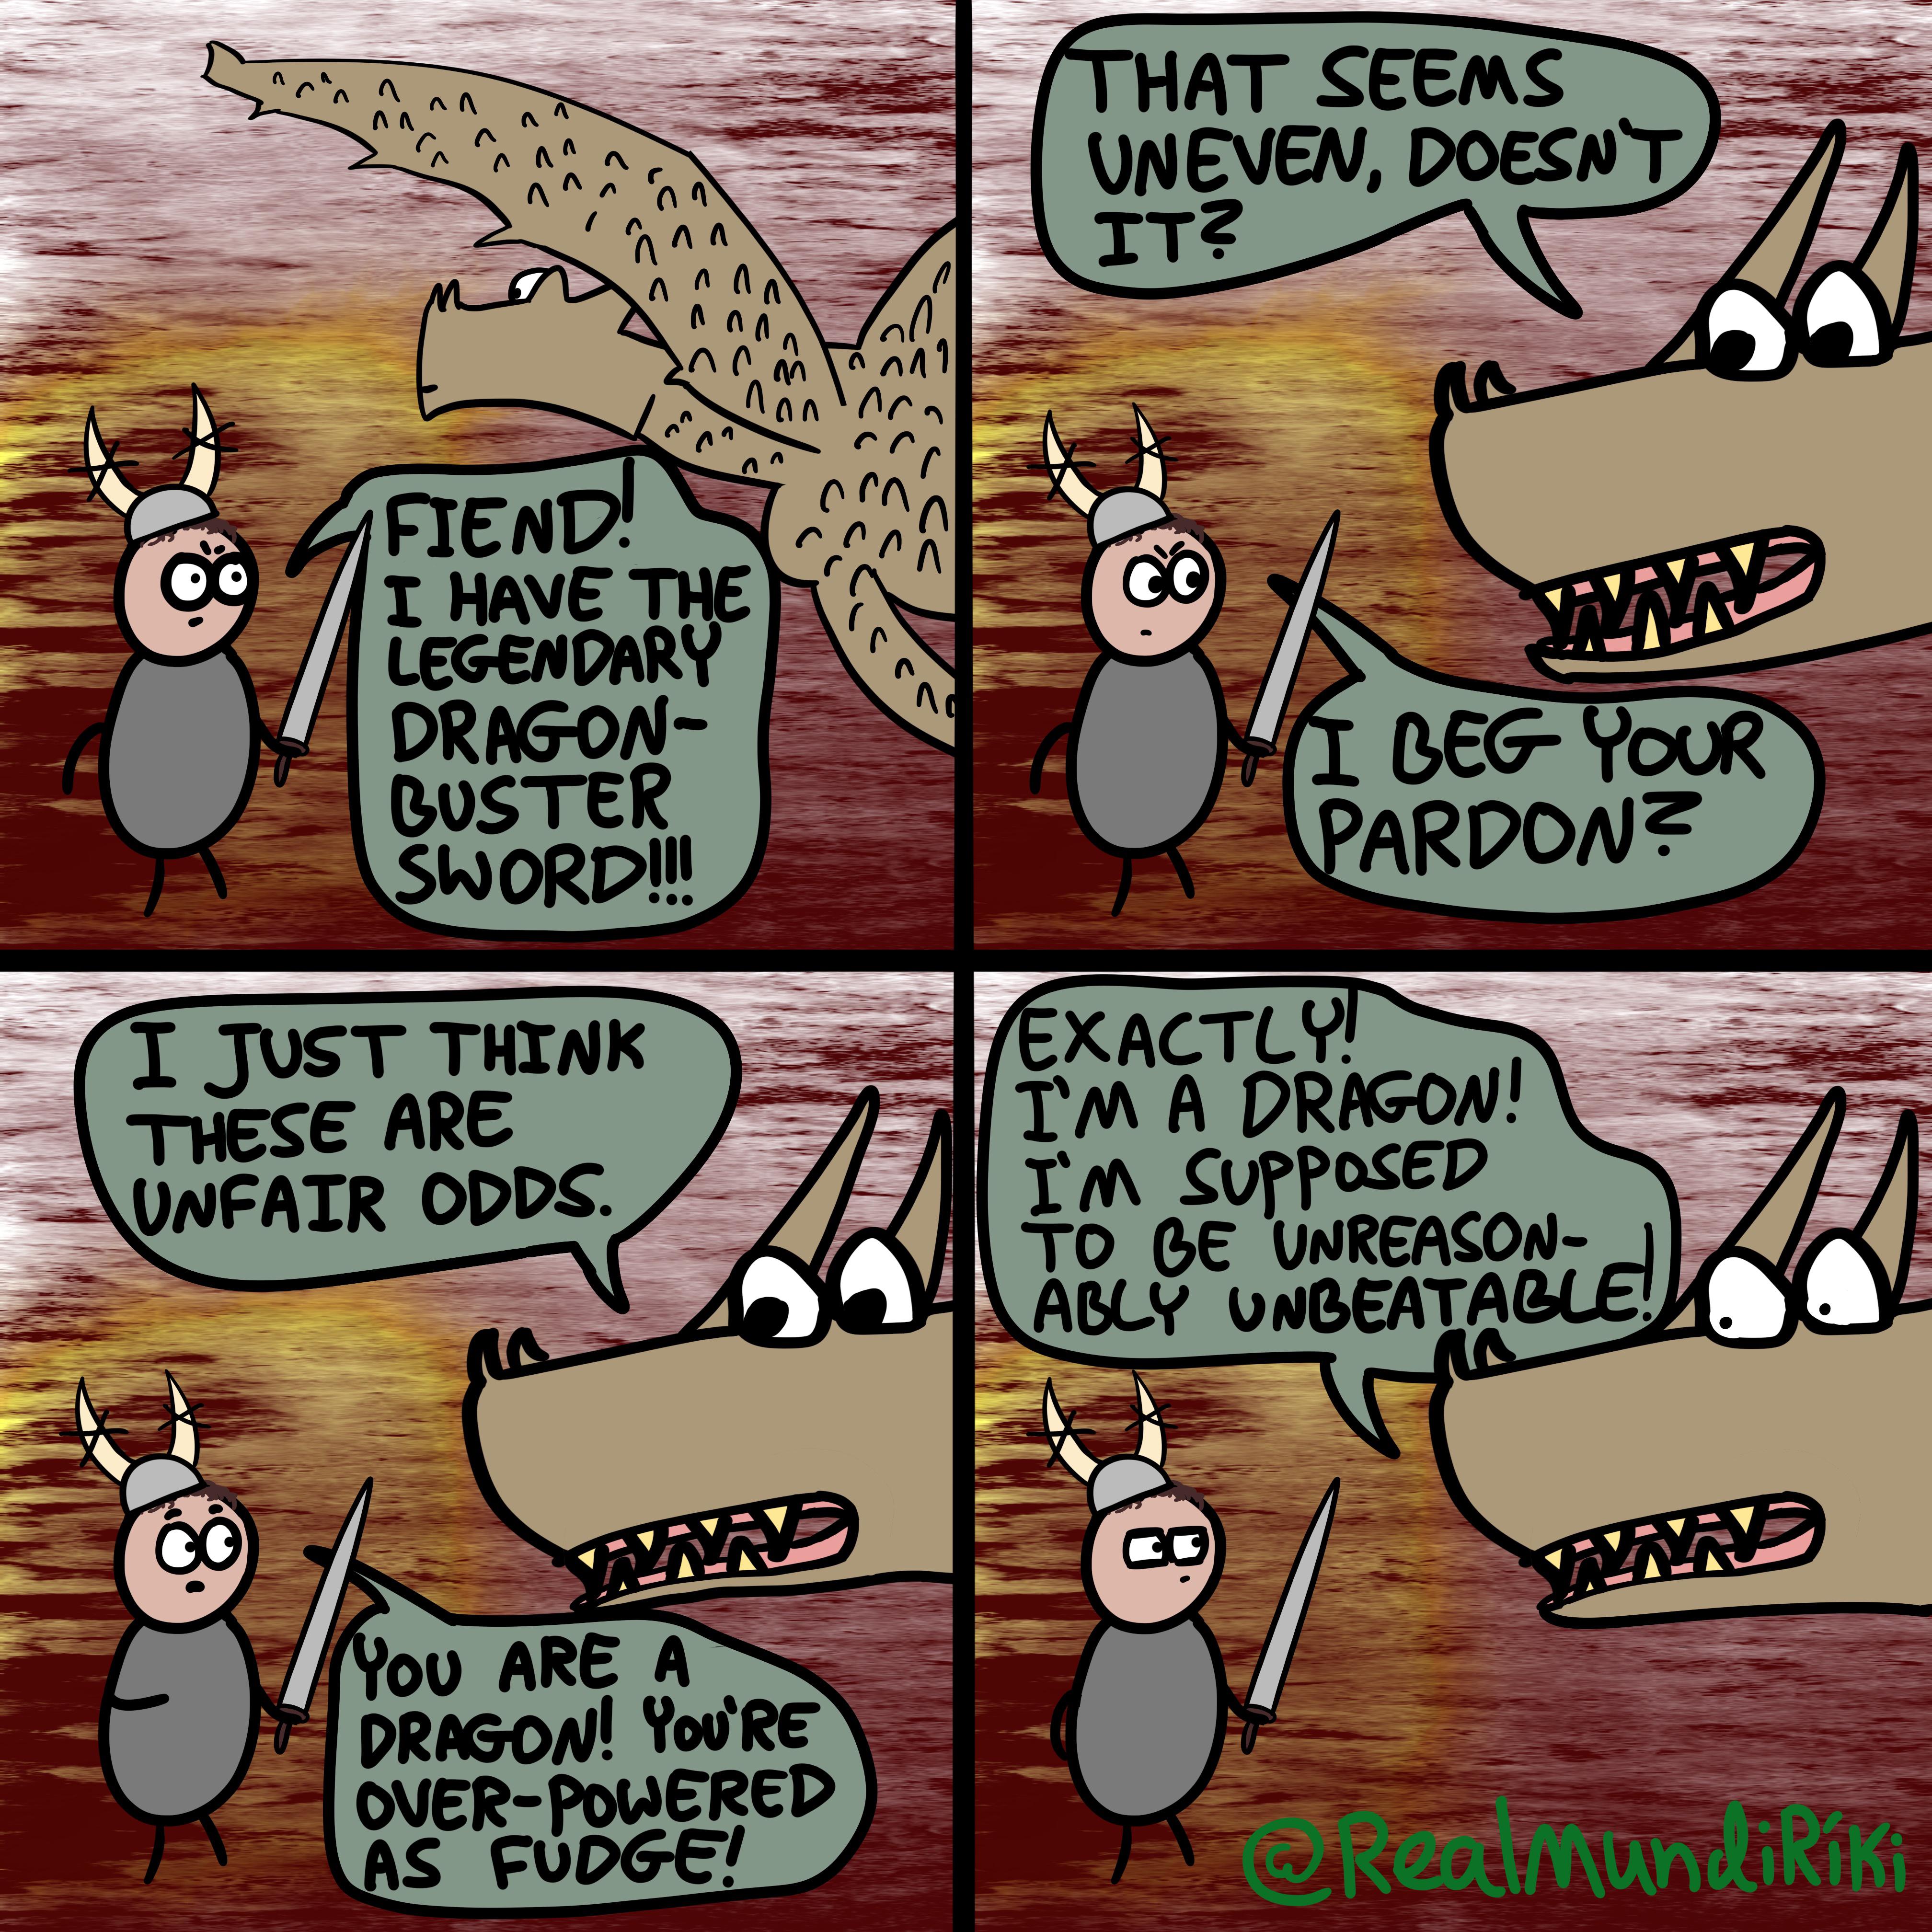 FIEND!
I HAVE THE
LEGENDARY
DRAGON-
BUSTER
SWORD!!!
THAT SEEMS
UNEVEN, DOESN'T
IT?
I BEG YOUR
PARDON?
I JUST THINK
THESE ARE
UNFAIR ODDS.
YOU ARE A
DRAGON! YOU'RE
OVER-POWERED
AS FUDGE!
EXACTLY!
I'M A DRAGON!
I'M SUPPOSED
TO BE UNREASON-
ABLY UNBEATABLE!
@RealMundiRíki